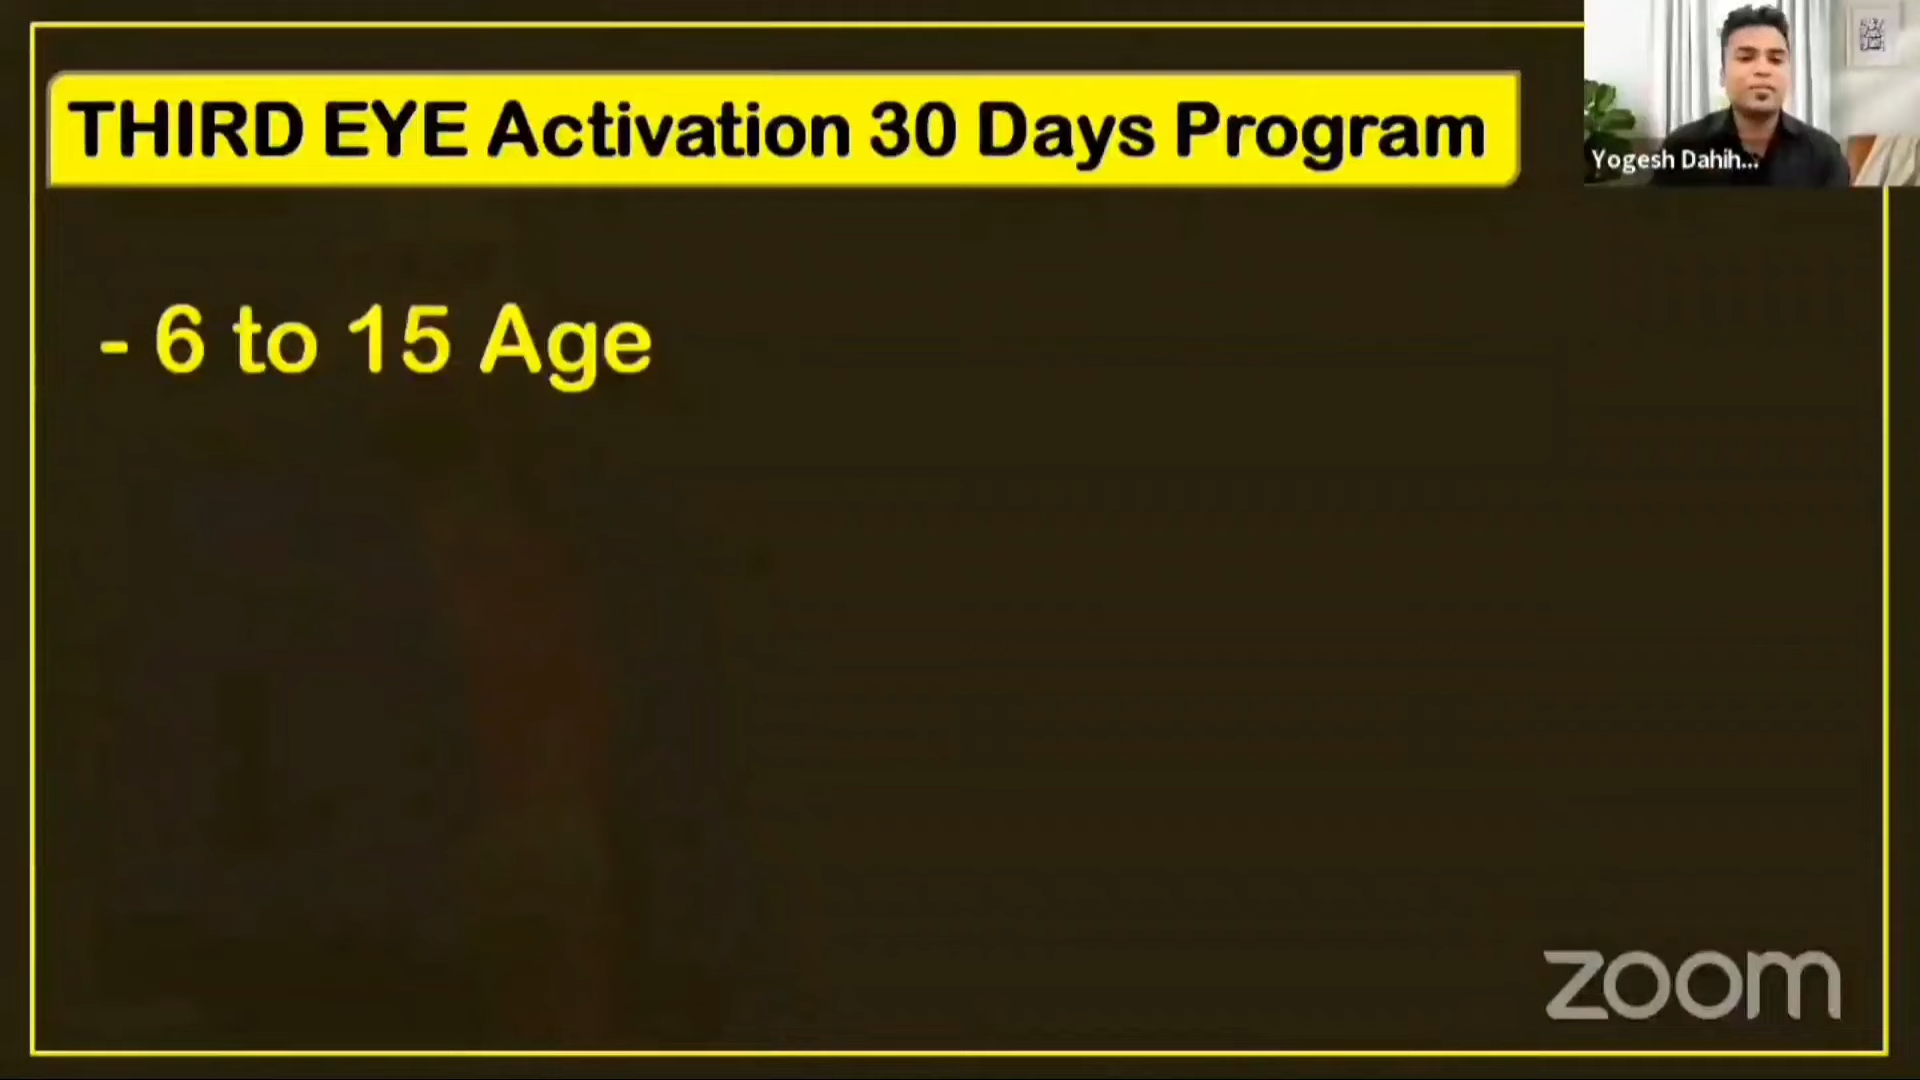 THIRD EYE Activation 30 Days Program
Yogesh Dahih...
- 6 to 15 Age
zoom